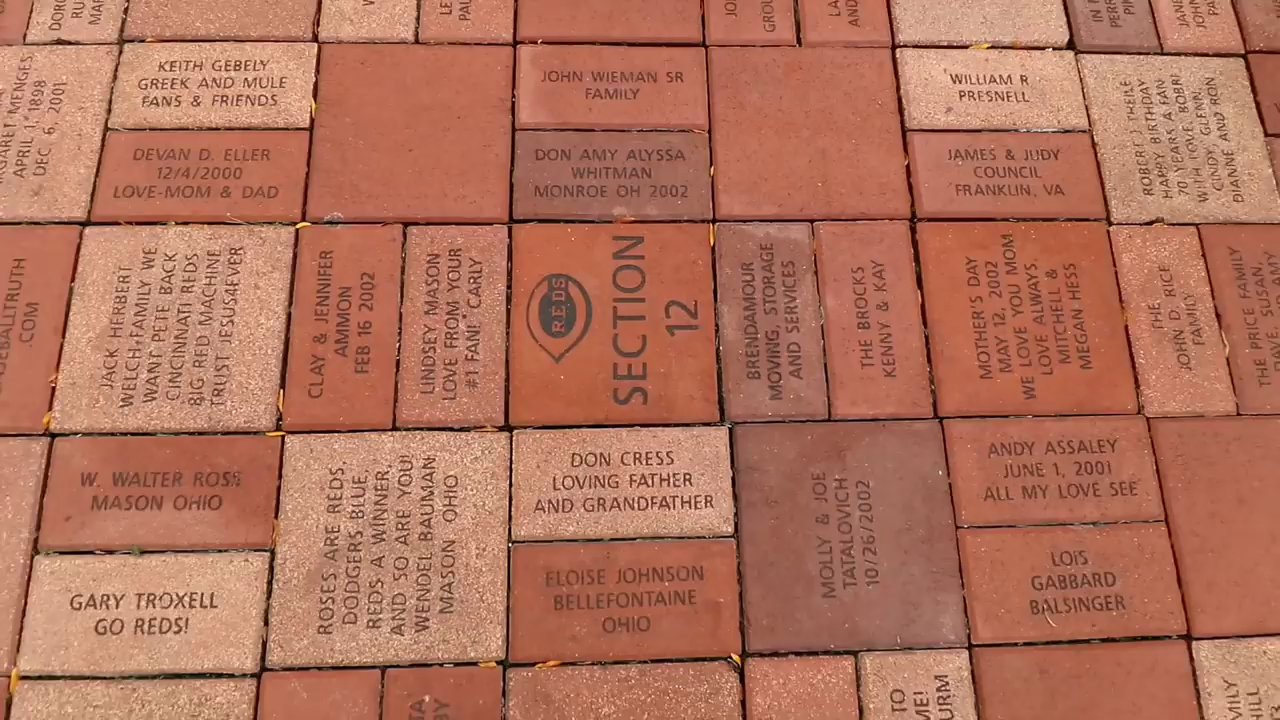 KEITH GEBELY
GREEK AND MULE
FANS & FRIENDS
JOHN WIEMAN SR
FAMILY
WILLIAM R
PRESNELL
APRIL 1, 1898
DEC. 6, 2001
DEVAN D. ELLER
12/4/2000
LOVE-MOM & DAD
DON AMY ALYSSA
WHITMAN
MONROE OH 2002
JAMES & JUDY
COUNCIL
FRANKLIN, VA
ROBERT J THEILE
HAPPY BIRTHDAY
70 YEARS A FAN
WITH LOVE, BOBBI
CINDY, GLENN,
DIANNE AND RON
.COM
JACK HERBERT
WELCH FAMILY WE
WANT PETE BACK
CINCINNATI REDS
BIG RED MACHINE
TRUST JESUS4EVER
CLAY & JENNIFER
AMMON
FEB 16 2002
LINDSEY MASON
LOVE FROM YOUR
#1 FAN! CARLY
REDS
SECTION
12
BRENDAMOUR
MOVING, STORAGE
AND SERVICES
THE BROCKS
KENNY & KAY
MOTHER'S DAY
MAY 12, 2002
WE LOVE YOU MOM
LOVE ALWAYS
MITCHELL &
MEGAN HESS
THE
JOHN D. RICE
FAMILY
THE PRICE FAMILY
W. WALTER ROSS
MASON OHIO
ROSES ARE REDS,
DODGERS BLUE,
REDS A WINNER,
AND SO ARE YOU!
WENDEL BAUMAN
MASON OHIO
DON CRESS
LOVING FATHER
AND GRANDFATHER
MOLLY & JOE
TATALOVICH
10/26/2002
ANDY ASSALEY
JUNE 1, 2001
ALL MY LOVE SEE
GARY TROXELL
GO REDS!
ELOISE JOHNSON
BELLEFONTAINE
OHIO
LOIS
GABBARD
BALSINGER
TO